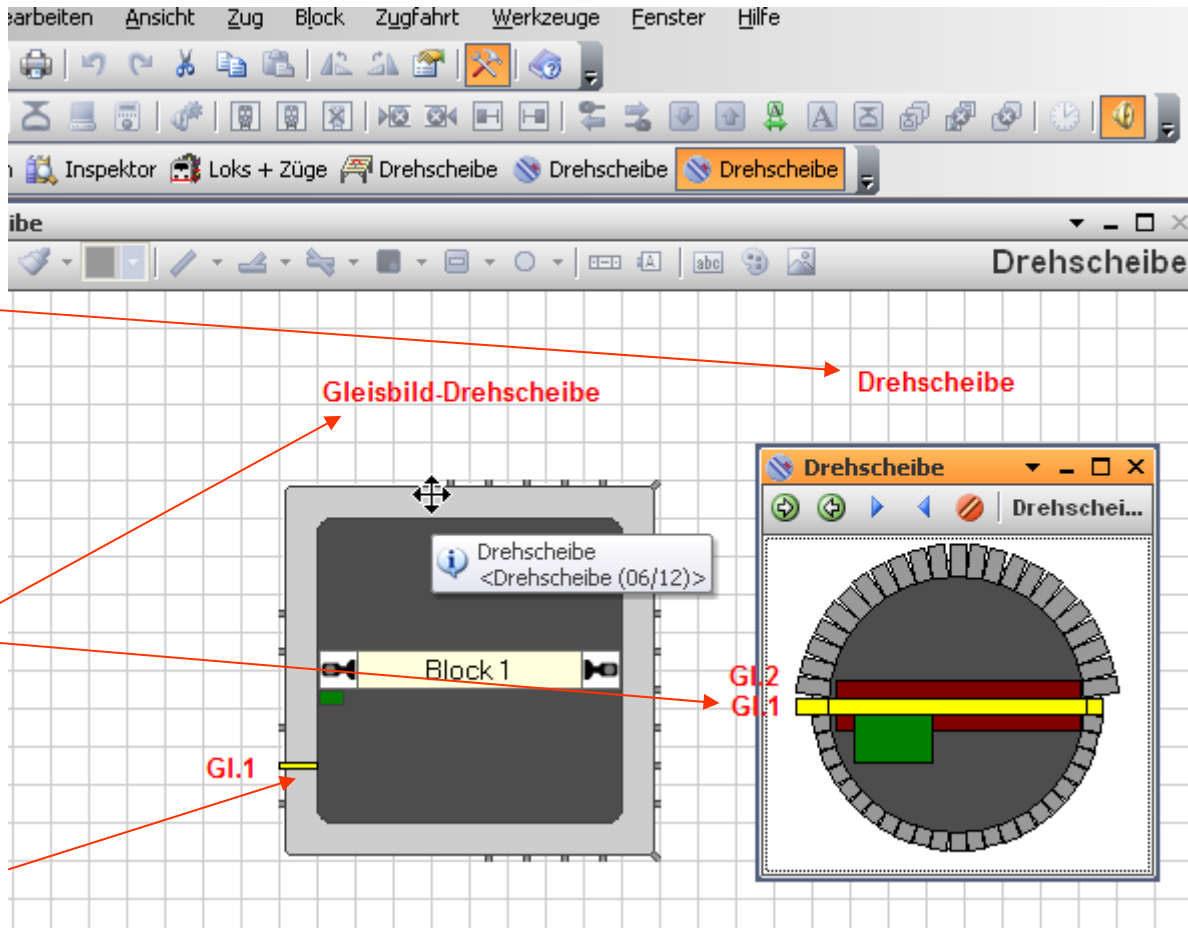 earbeiten Ansicht Zug Block Zugfahrt Werkzeuge Fenster Hilfe
A A
n Inspektor Loks + Züge Drehscheibe Drehscheibe Drehscheibe
ibe
A abc Drehscheibe
Gleisbild-Drehscheibe
Drehscheibe
Drehscheibe
Drehschei...
Drehscheibe
<Drehscheibe (06/12)>
Block 1
Gl.2
Gl.1
Gl.1